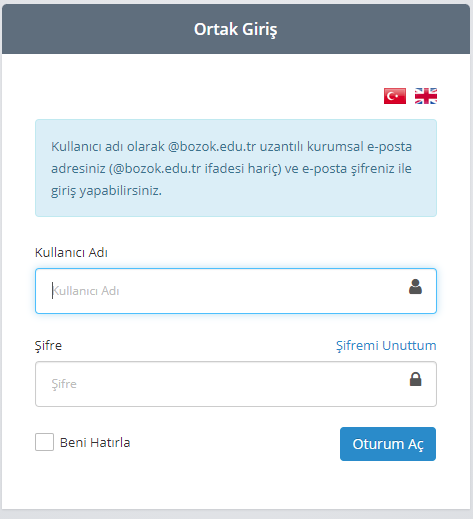 Ortak Giriş
Kullanıcı adı olarak @bozok.edu.tr uzantılı kurumsal e-posta
adresiniz (@bozok.edu.tr ifadesi hariç) ve e-posta şifreniz ile
giriş yapabilirsiniz.
Kullanıcı Adı
Kullanıcı Adı
Şifre Şifremi Unuttum
Şifre
Beni Hatırla Oturum Aç